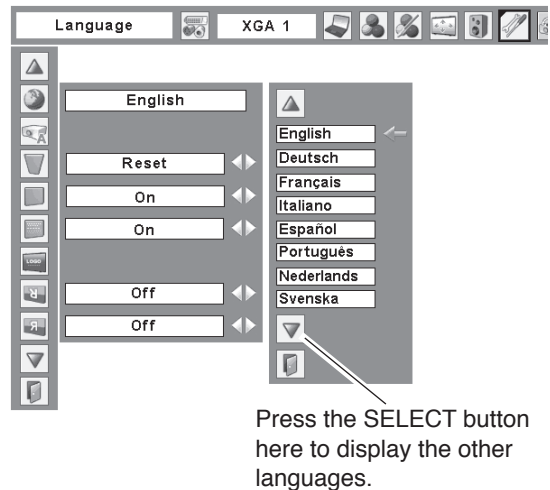 Language
XGA 1
English
Reset
On
On
LOGO
Off
Off
English
Deutsch
Français
Italiano
Español
Português
Nederlands
Svenska
Press the SELECT button
here to display the other
languages.